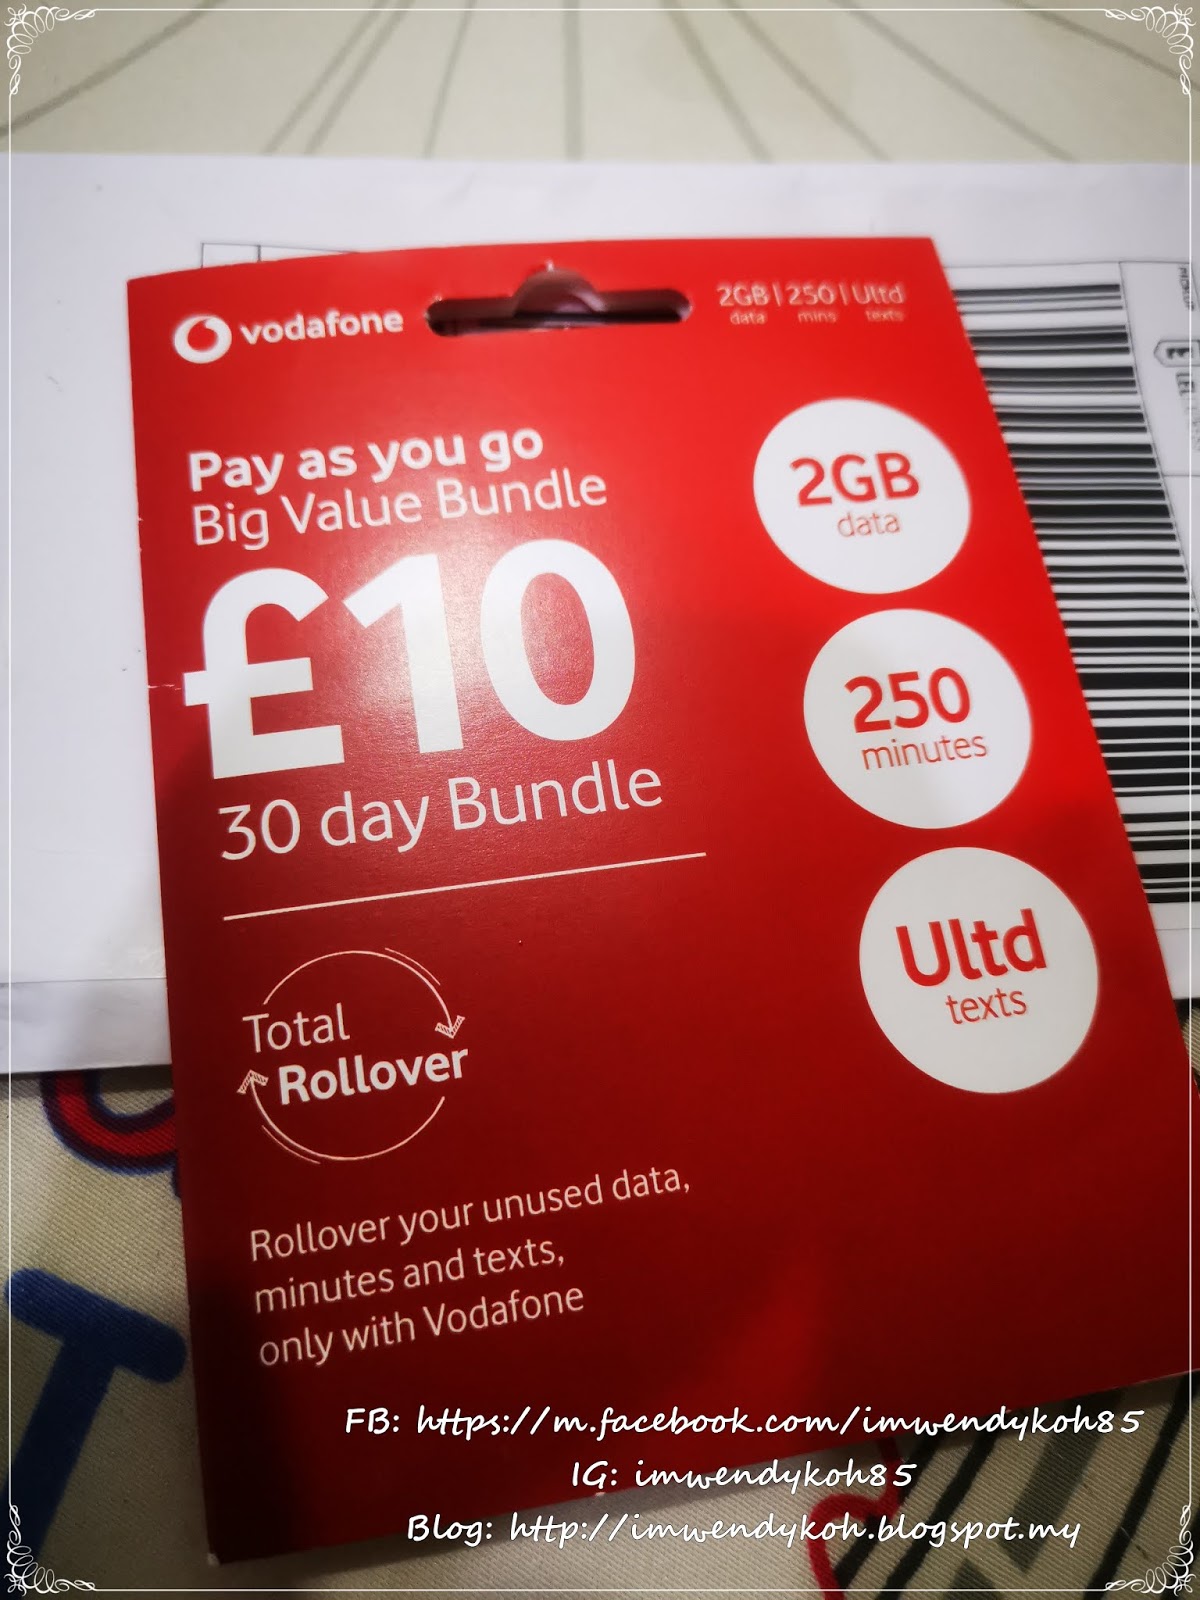 vodafone
2GB | 250 | Ultd
data mins texts
Pay as you go
Big Value Bundle
£10
30 day Bundle
2GB
data
250
minutes
Ultd
texts
Total
Rollover
Rollover your unused data,
minutes and texts,
only with Vodafone
FB: https://m.facebook.com/imwendykoh85
IG: imwendykoh85
Blog: http://imwendykoh.blogspot.my